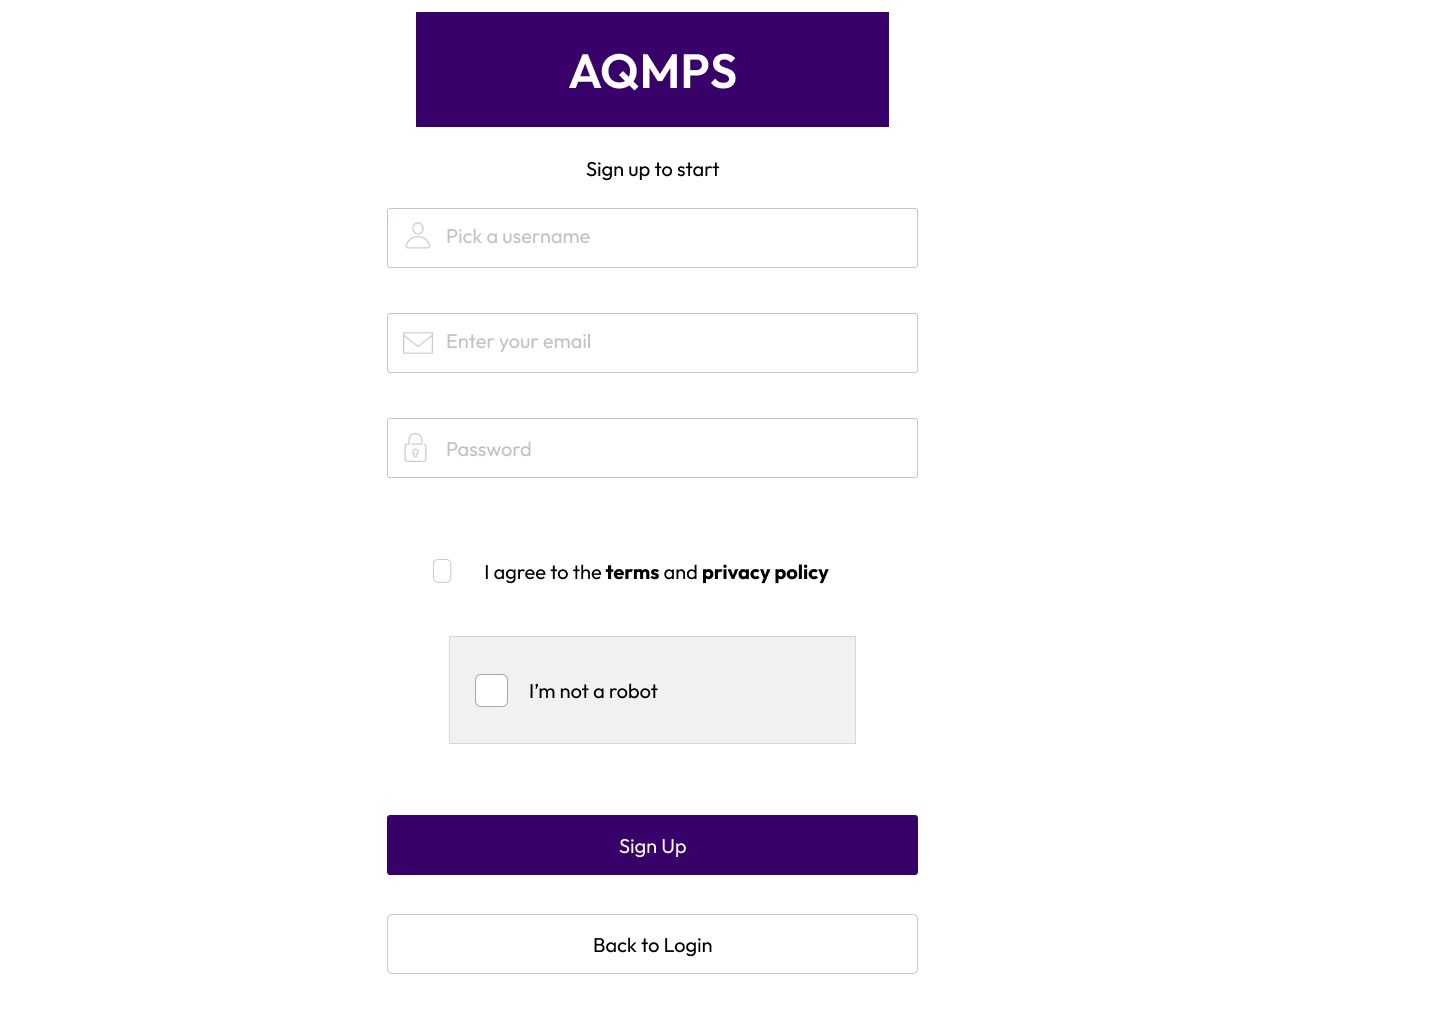 AQMPS
Sign up to start
Pick a username
Enter your email
Password
I agree to the terms and privacy policy
I’m not a robot
Sign Up
Back to Login